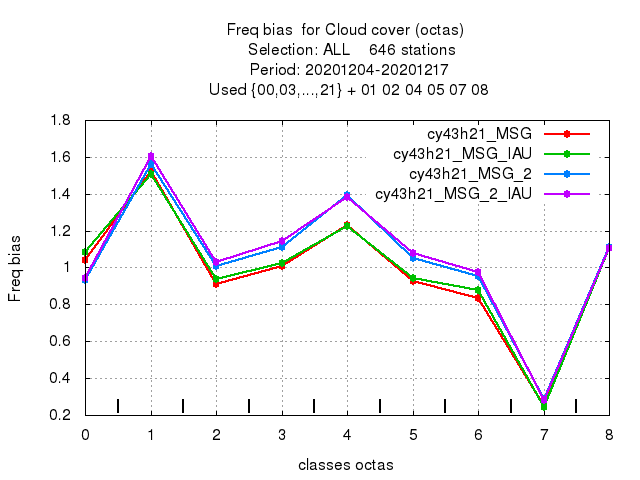 Freq bias  for Cloud cover (octas)
Selection: ALL    646 stations
Period: 20201204-20201217
Used {00,03,...,21} + 01 02 04 05 07 08
1.8
1.6
1.4
1.2
1
0.8
0.6
0.4
0.2
Freq bias
cy43h21_MSG
cy43h21_MSG_IAU
cy43h21_MSG_2
cy43h21_MSG_2_IAU
0 1 2 3 4 5 6 7 8
classes octas